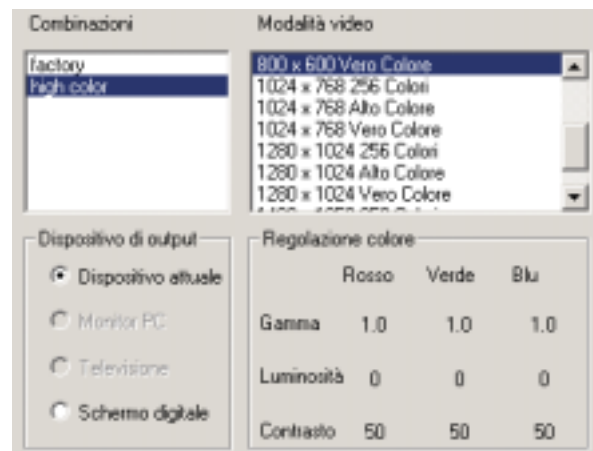 Combinazioni
Modalità video
factory
high color
800 x 600 Vero Colore
1024 x 768 256 Colori
1024 x 768 Alto Colore
1024 x 768 Vero Colore
1280 x 1024 256 Colori
1280 x 1024 Alto Colore
1280 x 1024 Vero Colore
Dispositivo di output
Dispositivo attuale
Monitor PC
Televisione
Schermo digitale
Regolazione colore
Rosso Verde Blu
Gamma 1.0 1.0 1.0
Luminosità 0 0 0
Contrasto 50 50 50